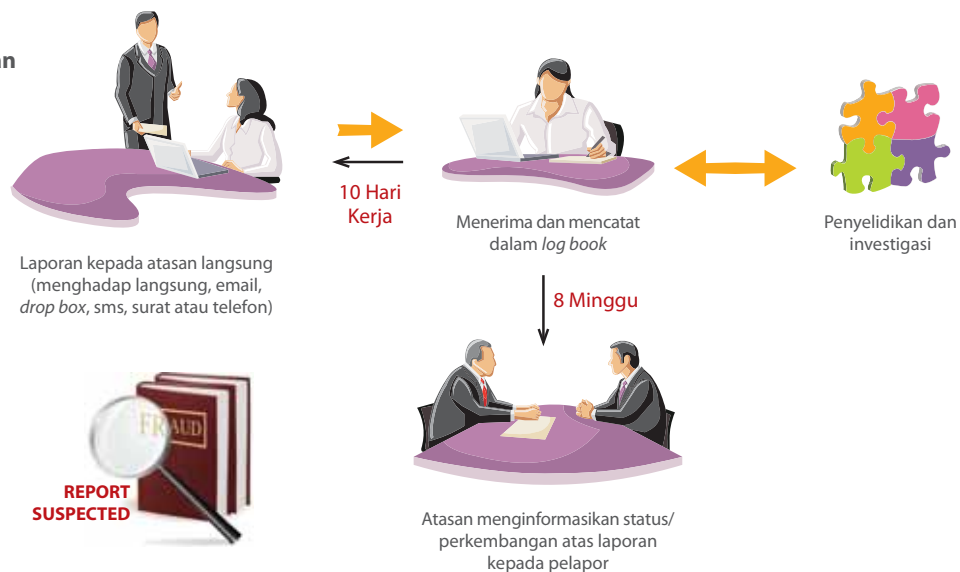 an
10 Hari
Kerja
Laporan kepada atasan langsung
(menghadap langsung, email,
drop box, sms, surat atau telefon)
Menerima dan mencatat
dalam log book
Penyelidikan dan
investigasi
8 Minggu
FRAUD
REPORT
SUSPECTED
Atasan menginformasikan status/
perkembangan atas laporan
kepada pelapor